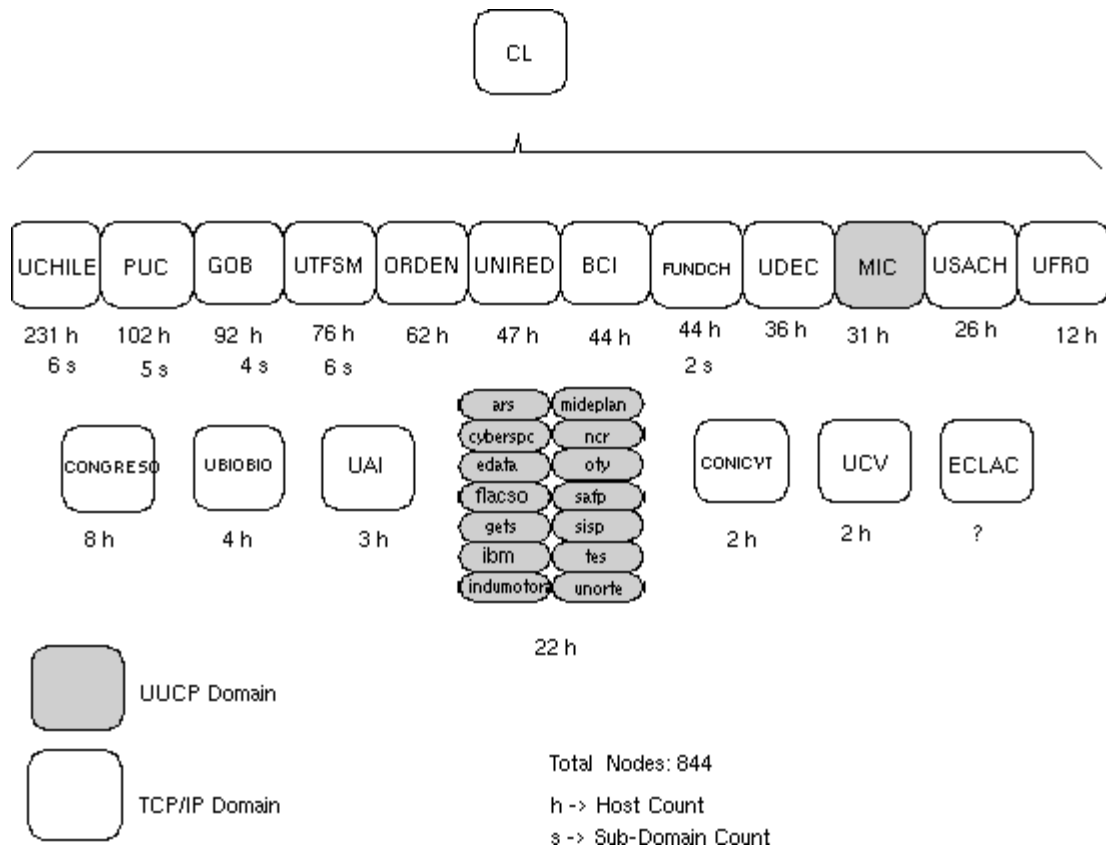 CL
UCHILE PUC GOB UTFSM ORDEN UNIRED BCI FUNDCH UDEC MIC USACH UFRO
231 h 102 h 92 h 76 h 62 h 47 h 44 h 44 h 36 h 31 h 26 h 12 h
6 s 5 s 4 s 6 s 2 s
ars mideplan
cyberspc ncr
edata oty
flacso safp
gets sisp
ibm tes
indumotor unorte
22 h
CONGRESO UBIOBIO UAI CONICYT UCV ECLAC
8 h 4 h 3 h 2 h 2 h ?
UUCP Domain
TCP/IP Domain
Total Nodes: 844
h -> Host Count
s -> Sub-Domain Count